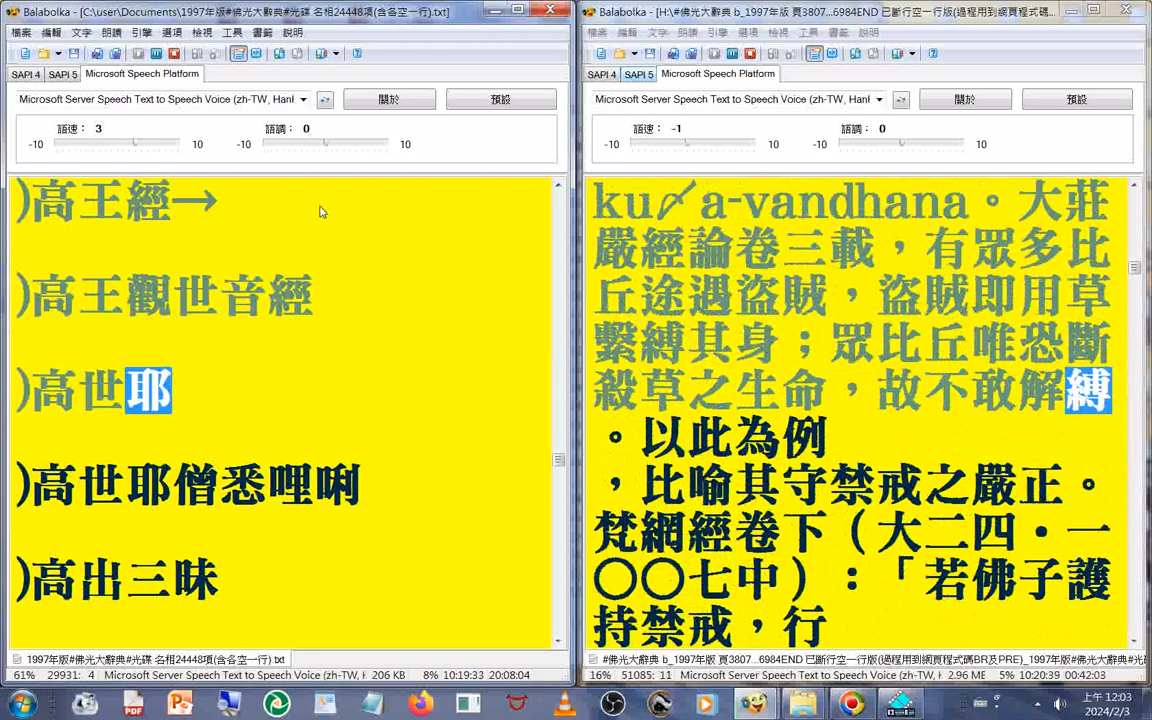 Balabolka - [C:\user\Documents\1997年版#佛光大辭典#光碟 名相24448項(含各空一行).txt]
檔案 編輯 文字 朗讀 引擎 選項 檢視 工具 書籤 說明
SAPI 4 SAPI 5 Microsoft Speech Platform
Microsoft Server Speech Text to Speech Voice (zh-TW, Hanl
關於 預設
語速： 3 語調： 0
-10 10 -10 10
)高王經→
)高王觀世音經
)高世耶
)高世耶僧悉哩唎
)高出三昧
1997年版#佛光大辭典#光碟 名相24448項(含各空一行).txt
61% 29931: 4 Microsoft Server Speech Text to Speech Voice (zh-TW, H 206 KB 8% 10:19:30 20:08:04
Balabolka - [H:\#佛光大辭典 b_1997年版 頁3807...6984END 已斷行空一行版(過程用到網頁程式碼...
檔案 編輯 文字 朗讀 引擎 選項 檢視 工具 書籤 說明
SAPI 4 SAPI 5 Microsoft Speech Platform
Microsoft Server Speech Text to Speech Voice (zh-TW, Hanl
關於 預設
語速： -1 語調： 0
-10 10 -10 10
ku〆a-vandhana。大莊
嚴經論卷三載，有眾多比
丘途遇盜賊，盜賊即用草
繫縛其身；眾比丘唯恐斷
殺草之生命，故不敢解縛
。以此為例
，比喻其守禁戒之嚴正。
梵網經卷下（大二四‧一
〇〇七中）：「若佛子護
持禁戒，行
#佛光大辭典 b_1997年版 頁3807...6984END 已斷行空一行版(過程用到網頁程式碼BR及PRE)_1997年版#佛光大辭典#光
16% 51085: 11 Microsoft Server Speech Text to Speech Voice (zh-TW, H 2.96 ME 5% 10:20:39 00:42:03
上午 12:03
2024/2/3